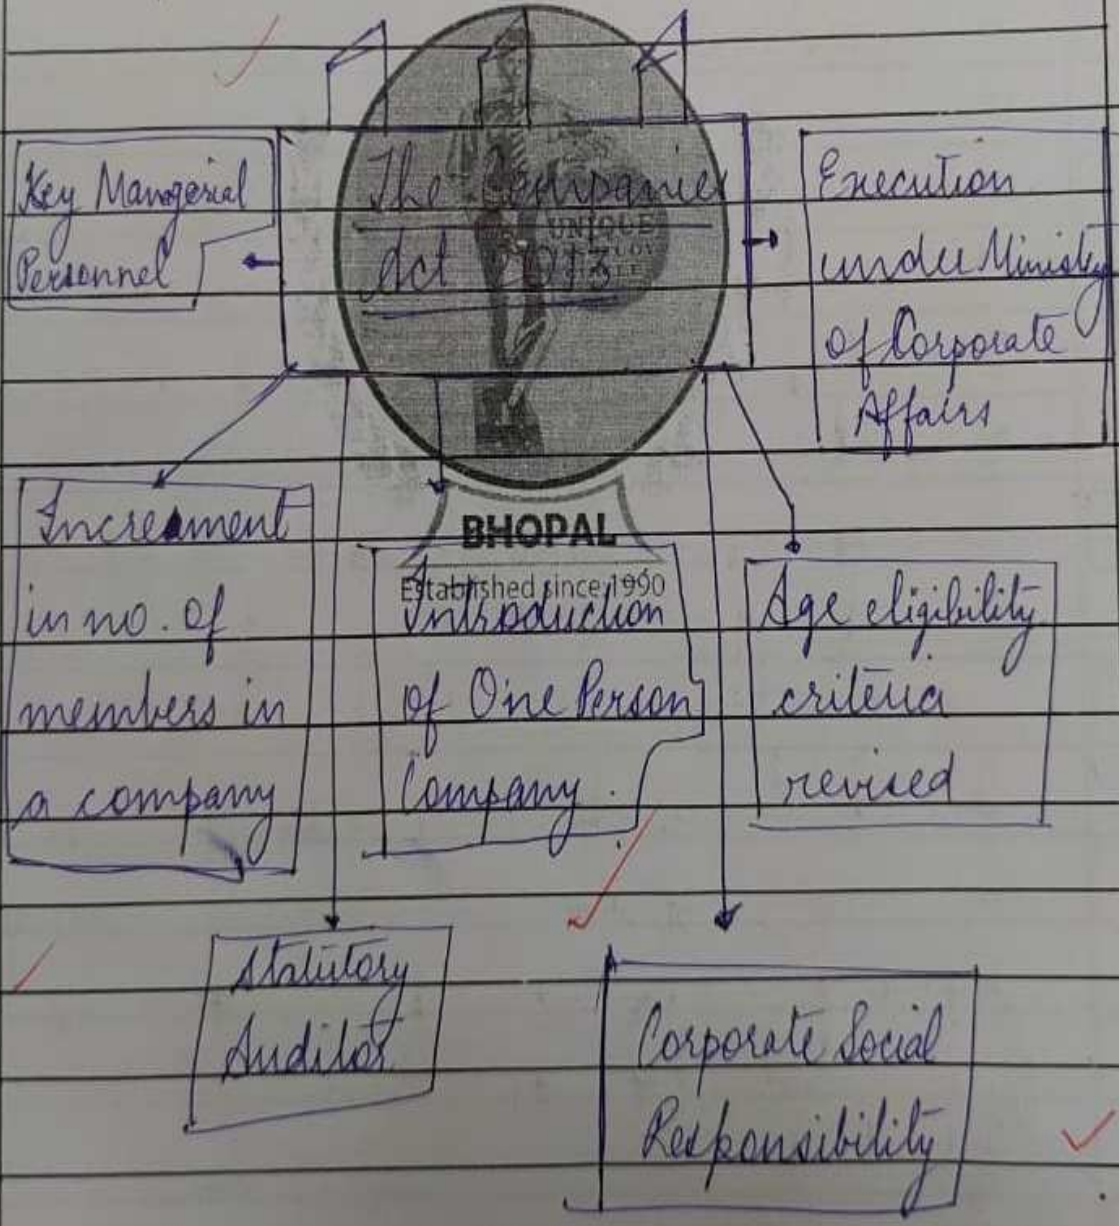 Key Managerial
Personnel
The Companies
Act 2013
Execution
under Ministry
of Corporate
Affairs
UNIQUE
BHOPAL
Established since 1990
Increament
in no. of
members in
a company
Introduction
of One Person
Company.
Age eligibility
criteria
revised
Statutory
Auditor
Corporate Social
Responsibility